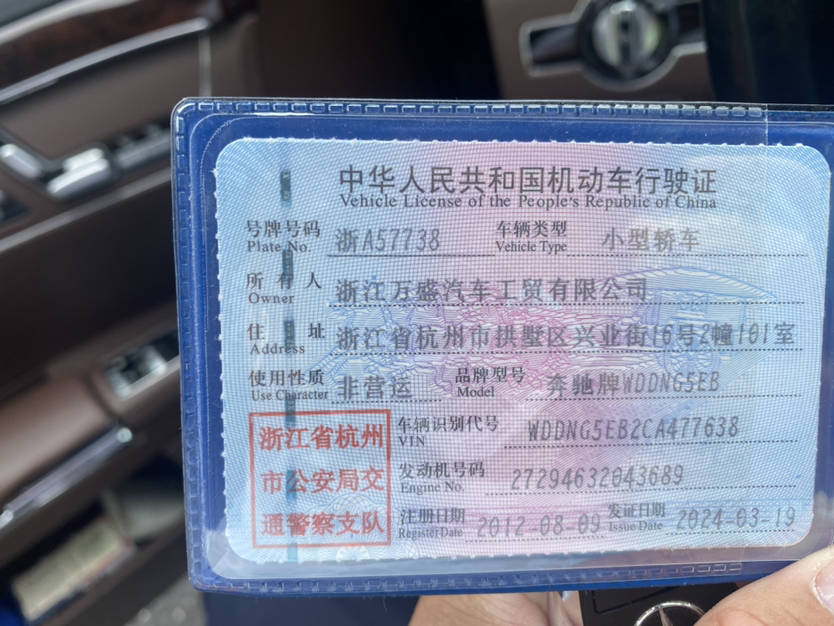 中华人民共和国机动车行驶证
Vehicle License of the People's Republic of China
号牌号码 浙A57738 车辆类型 小型轿车
Plate No. Vehicle Type
所有人 浙江万盛汽车工贸有限公司
Owner
住址 浙江省杭州市拱墅区兴业街16号2幢101室
Address
使用性质 非营运 品牌型号 奔驰牌WDDNG5EB
Use Character Model
浙江省杭州 车辆识别代号 WDDNG5EB2CA477638
VIN
市公安局交 发动机号码 27294632043689
Engine No.
通警察支队 注册日期 2012-08-09 发证日期 2024-03-19
Register Date Issue Date